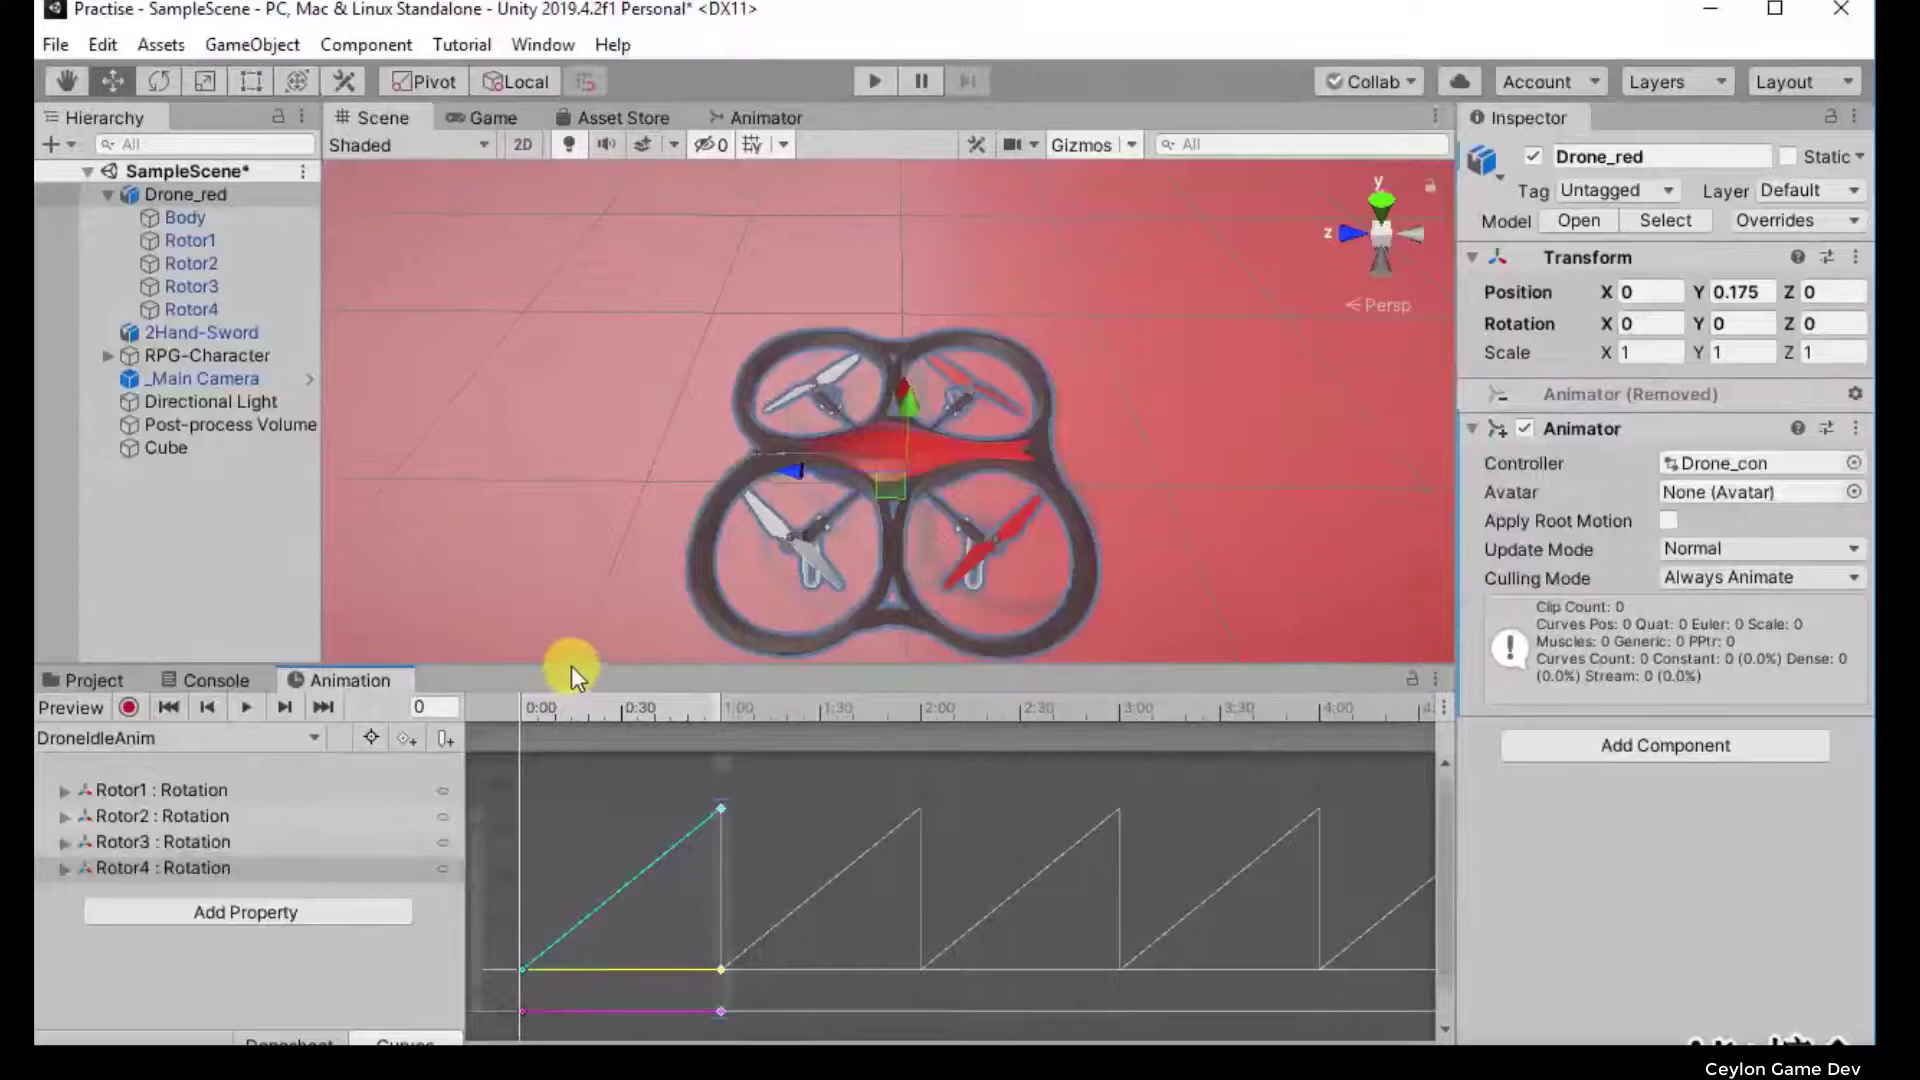 Practise - SampleScene - PC, Mac & Linux Standalone - Unity 2019.4.2f1 Personal* <DX11>
File Edit Assets GameObject Component Tutorial Window Help
Pivot Local Collab Account Layers Layout
Hierarchy
All
SampleScene*
Drone_red
Body
Rotor1
Rotor2
Rotor3
Rotor4
2Hand-Sword
RPG-Character
_Main Camera
Directional Light
Post-process Volume
Cube
Scene Game Asset Store Animator
Shaded 2D 0 Gizmos All
y
z
Persp
Inspector
Drone_red Static
Tag Untagged Layer Default
Model Open Select Overrides
Transform
Position X 0 Y 0.175 Z 0
Rotation X 0 Y 0 Z 0
Scale X 1 Y 1 Z 1
Animator (Removed)
Animator
Controller Drone_con
Avatar None (Avatar)
Apply Root Motion
Update Mode Normal
Culling Mode Always Animate
Clip Count: 0
Curves Pos: 0 Quat: 0 Euler: 0 Scale: 0
Muscles: 0 Generic: 0 PPtr: 0
Curves Count: 0 Constant: 0 (0.0%) Dense: 0
(0.0%) Stream: 0 (0.0%)
Add Component
Project Console Animation
Preview 0 0:00 0:30 1:00 1:30 2:00 2:30 3:00 3:30 4:00
DroneIdleAnim
Rotor1 : Rotation
Rotor2 : Rotation
Rotor3 : Rotation
Rotor4 : Rotation
Add Property
Dopesheet Curves
Ceylon Game Dev